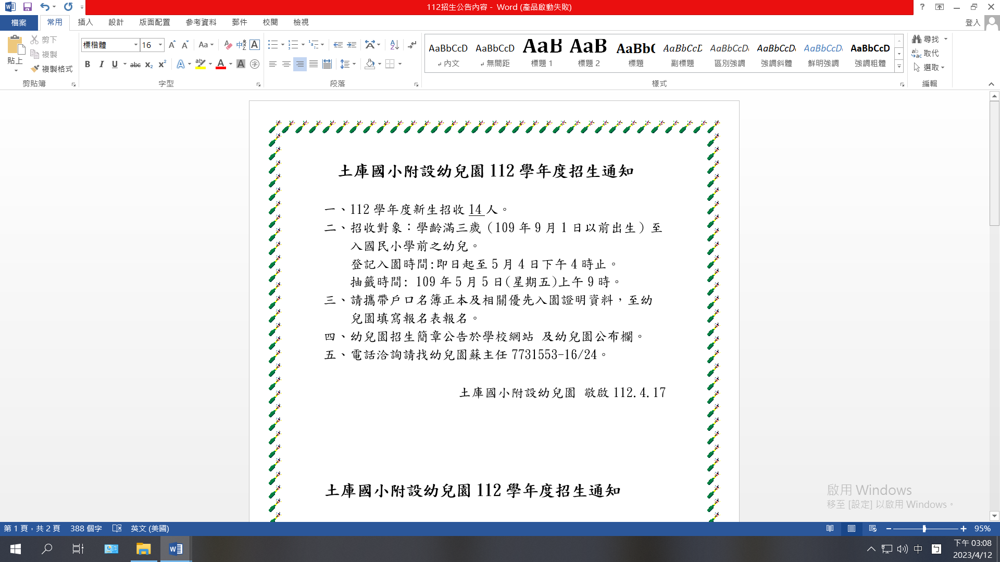 112招生公告內容 - Word (產品啟動失敗)
檔案 常用 插入 設計 版面配置 參考資料 郵件 校閱 檢視 登入
貼上 剪下 複製 複製格式 剪貼簿
標楷體 16 字型
段落
AaBbCcD AaBbCcD AaB AaB AaBb( AaBbCcD AaBbCcD AaBbCcD AaBbCcD AaBbCcD
內文 無間距 標題 1 標題 2 標題 副標題 區別強調 強調斜體 鮮明強調 強調粗體
樣式
尋找 取代 選取 編輯
土庫國小附設幼兒園 112 學年度招生通知
一、112 學年度新生招收 14 人。
二、招收對象：學齡滿三歲（109 年 9 月 1 日以前出生）至
入國民小學前之幼兒。
登記入園時間:即日起至 5 月 4 日下午 4 時止。
抽籤時間: 109 年 5 月 5 日(星期五)上午 9 時。
三、請攜帶戶口名簿正本及相關優先入園證明資料，至幼
兒園填寫報名表報名。
四、幼兒園招生簡章公告於學校網站 及幼兒園公布欄。
五、電話洽詢請找幼兒園蘇主任 7731553-16/24。
土庫國小附設幼兒園 敬啟 112.4.17
土庫國小附設幼兒園 112 學年度招生通知
啟用 Windows
移至 [設定] 以啟用 Windows。
第 1 頁，共 2 頁 388 個字 英文 (美國) 95%
中 ㄅ 下午 03:08
2023/4/12